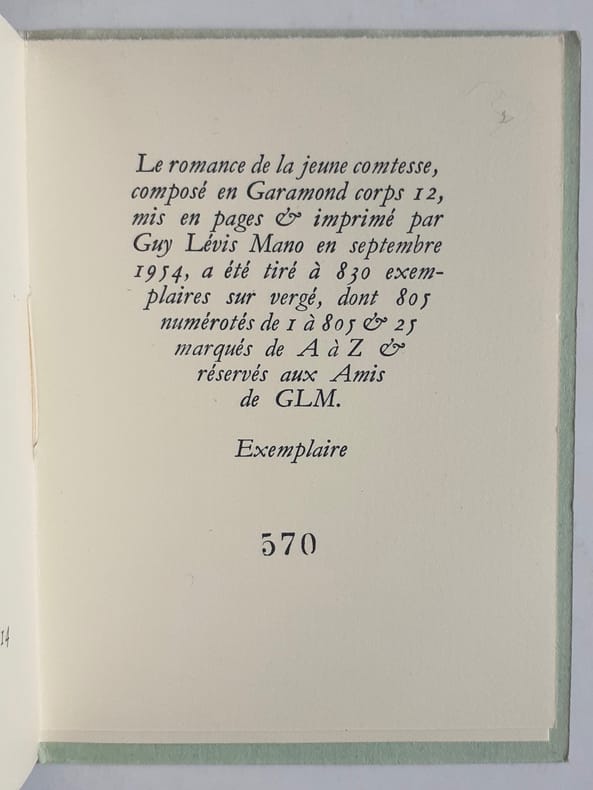 Le romance de la jeune comtesse,
composé en Garamond corps 12,
mis en pages & imprimé par
Guy Lévis Mano en septembre
1954, a été tiré à 830 exem-
plaires sur vergé, dont 805
numérotés de 1 à 805 & 25
marqués de A à Z &
réservés aux Amis
de GLM.
Exemplaire
570